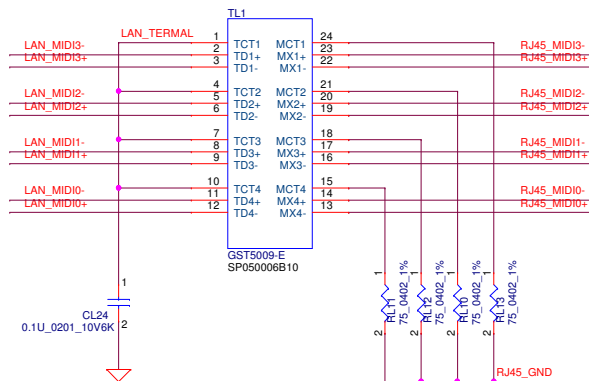 TL1
LAN_TERMAL 1 TCT1 MCT1 24
LAN_MIDI3- 2 TD1+ MX1+ 23 RJ45_MIDI3-
LAN_MIDI3+ 3 TD1- MX1- 22 RJ45_MIDI3+
4 TCT2 MCT2 21
LAN_MIDI2- 5 TD2+ MX2+ 20 RJ45_MIDI2-
LAN_MIDI2+ 6 TD2- MX2- 19 RJ45_MIDI2+
7 TCT3 MCT3 18
LAN_MIDI1- 8 TD3+ MX3+ 17 RJ45_MIDI1-
LAN_MIDI1+ 9 TD3- MX3- 16 RJ45_MIDI1+
10 TCT4 MCT4 15
LAN_MIDI0- 11 TD4+ MX4+ 14 RJ45_MIDI0-
LAN_MIDI0+ 12 TD4- MX4- 13 RJ45_MIDI0+
GST5009-E
SP050006B10
1
CL24
2
0.1U_0201_10V6K
1 RL11 75_0402_1% 2
1 RL12 75_0402_1% 2
1 RL10 75_0402_1% 2
1 RL13 75_0402_1% 2
RJ45_GND